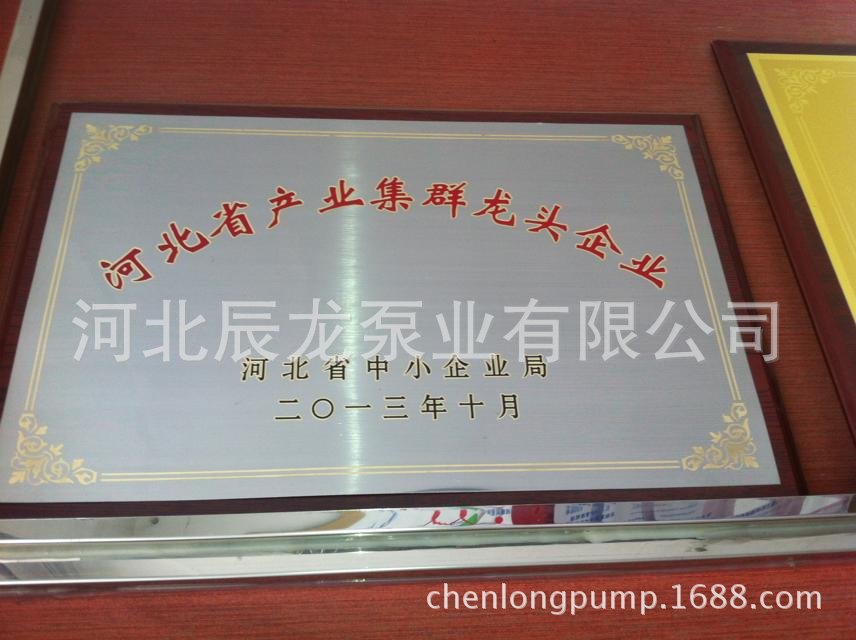 河北省产业集群龙头企业
河北辰龙泵业有限公司
河北省中小企业局
二〇一三年十月
chenlongpump.1688.com